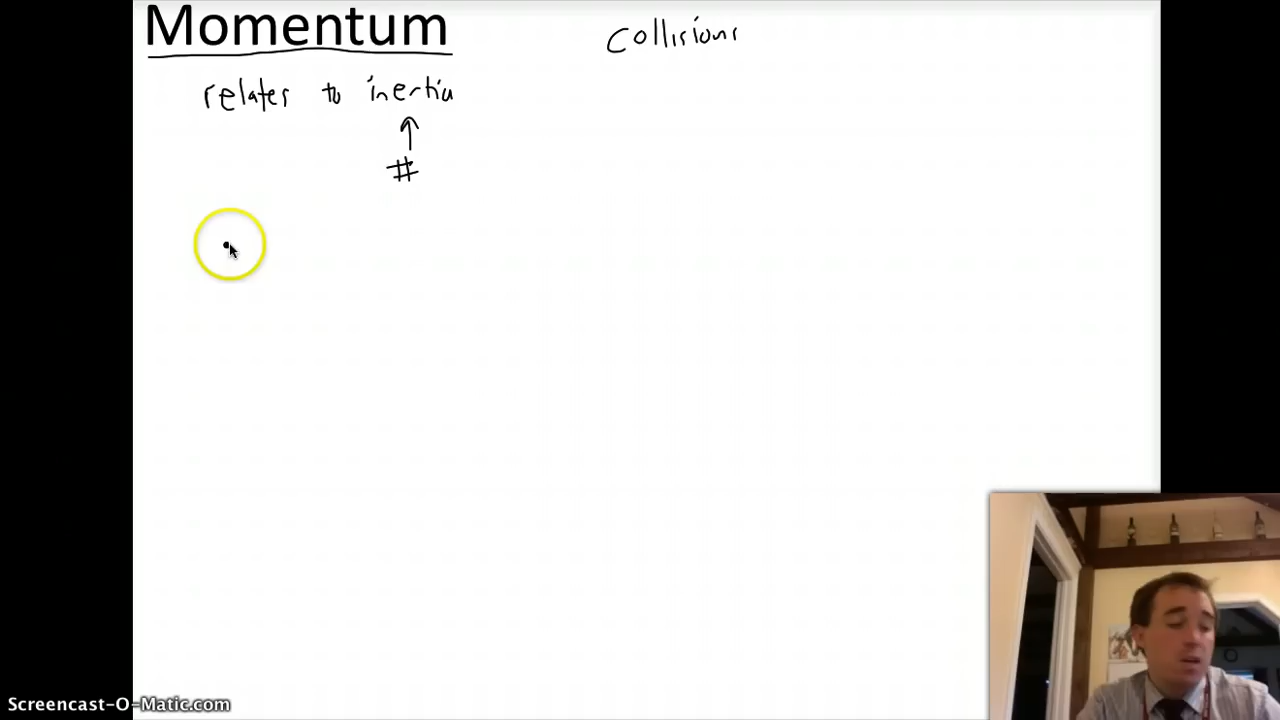 Momentum
collisions
relates to inertia
↑
#
Screencast-O-Matic.com